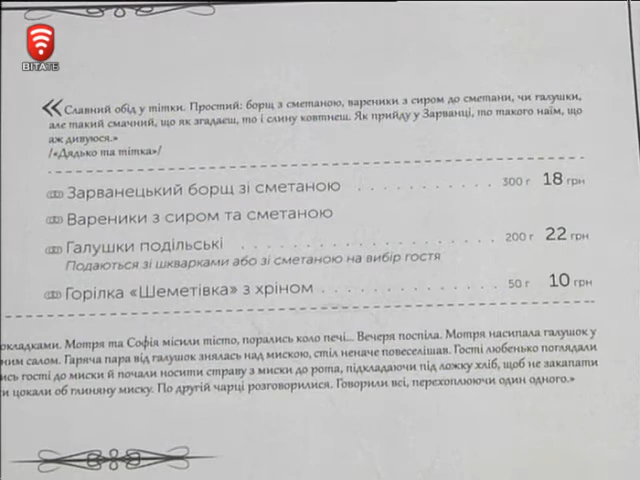 ВІТАТБ
«Славний обід у тітки. Простий: борщ з сметаною, вареники з сиром до сметани, чи галушки,
але такий смачний, що як згадаєш, то і слину ковтнеш. Як прийду у Зарванці, то такого наїм, що
аж дивуюся.»
/«Дядько та тітка»/
Зарванецький борщ зі сметаною . . . . . . . . . . . 300 г 18 грн
Вареники з сиром та сметаною
Галушки подільські . . . . . . . . . . . . . . . . . . . 200 г 22 грн
Подаються зі шкварками або зі сметаною на вибір гостя
Горілка «Шеметівка» з хріном . . . . . . . . . . . . . 50 г 10 грн
окладками. Мотря та Софія місили тісто, порались коло печі... Вечеря поспіла. Мотря насипала галушок у
ним салом. Гаряча пара від галушок знялась над мискою, стіл неначе повеселішав. Гості любенько поглядали
ись гості до миски й почали носити страву з миски до рота, підкладаючи під ложку хліб, щоб не закапати
и цокали об глиняну миску. По другій чарці розговорилися. Говорили всі, перехоплюючи один одного.»